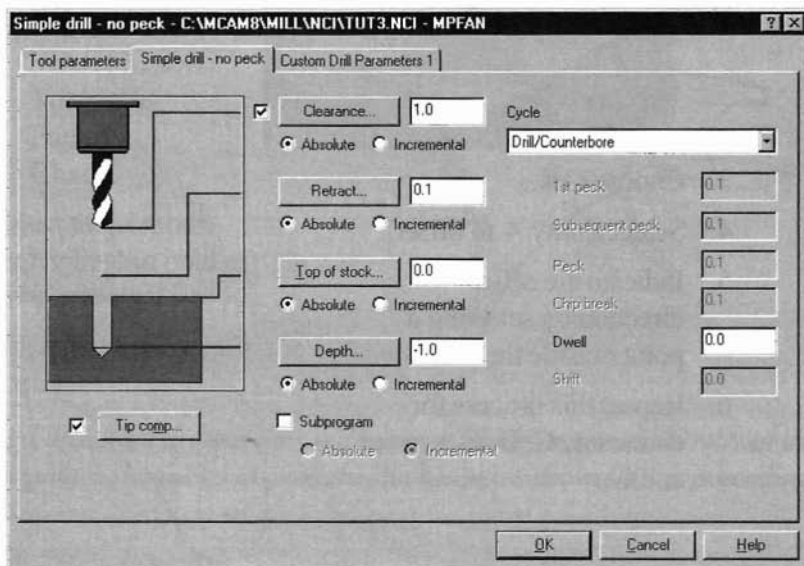 Simple drill - no peck - C:\MCAM8\MILL\NCI\TUT3.NCI - MPFAN
Tool parameters
Simple drill - no peck
Custom Drill Parameters 1
Clearance...
1.0
Absolute
Incremental
Retract...
0.1
Absolute
Incremental
Top of stock...
0.0
Absolute
Incremental
Depth...
-1.0
Absolute
Incremental
Tip comp...
Subprogram
Absolute
Incremental
Cycle
Drill/Counterbore
1st peck
0.1
Subsequent peck
0.1
Peck
0.1
Chip break
0.1
Dwell
0.0
Shift
0.0
OK
Cancel
Help